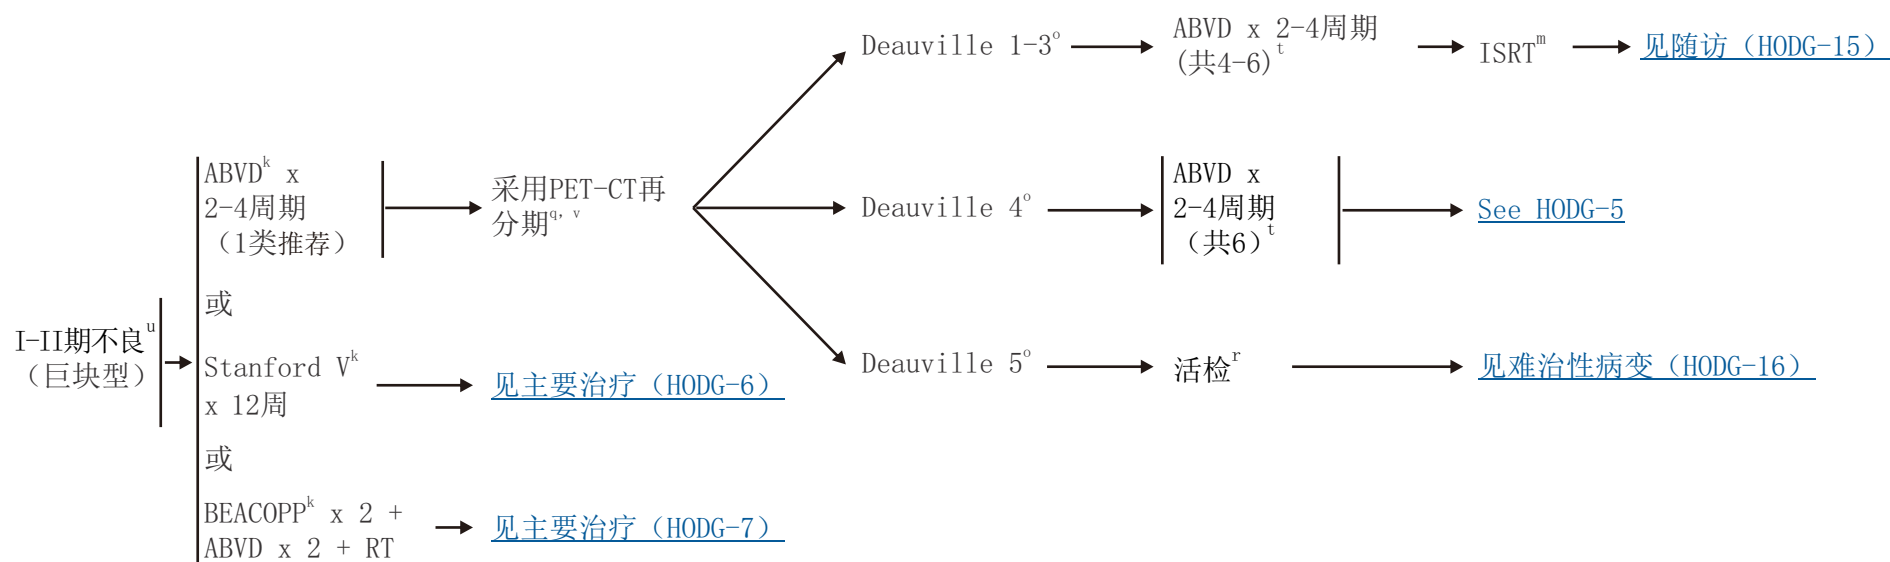 I-II期不良u
（巨块型）
ABVDk x
2-4周期
（1类推荐）
或
Stanford Vk
x 12周
或
BEACOPPk x 2 +
ABVD x 2 + RT
采用PET-CT再
分期q, v
见主要治疗（HODG-6）
见主要治疗（HODG-7）
Deauville 1-3o
ABVD x 2-4周期
(共4-6)t
ISRTm
见随访（HODG-15）
Deauville 4o
ABVD x
2-4周期
（共6）t
See HODG-5
Deauville 5o
活检r
见难治性病变（HODG-16）